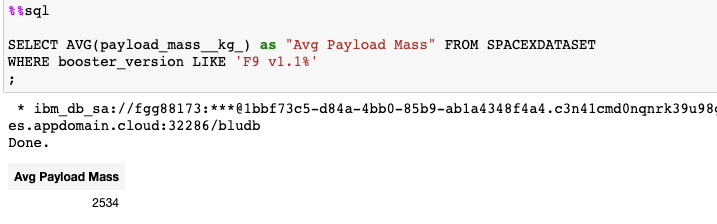 %%sql
SELECT AVG(payload_mass__kg_) as "Avg Payload Mass" FROM SPACEXDATASET
WHERE booster_version LIKE 'F9 v1.1%'
;
* ibm_db_sa://fgg88173:***@1bbf73c5-d84a-4bb0-85b9-ab1a4348f4a4.c3n41cmd0nqnrk39u98g
es.appdomain.cloud:32286/bludb
Done.
Avg Payload Mass
2534